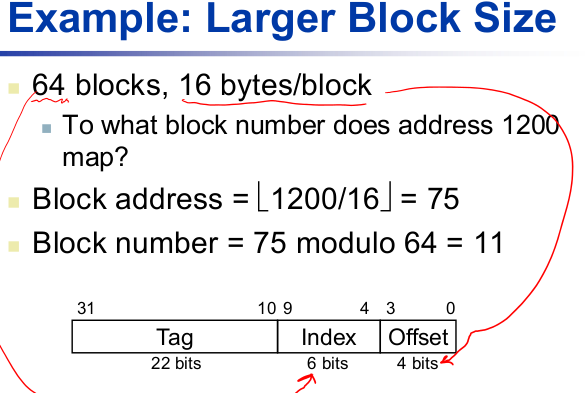 Example: Larger Block Size
64 blocks, 16 bytes/block
To what block number does address 1200
map?
Block address = ⌊1200/16⌋ = 75
Block number = 75 modulo 64 = 11
31 10 9 4 3 0
Tag Index Offset
22 bits 6 bits 4 bits